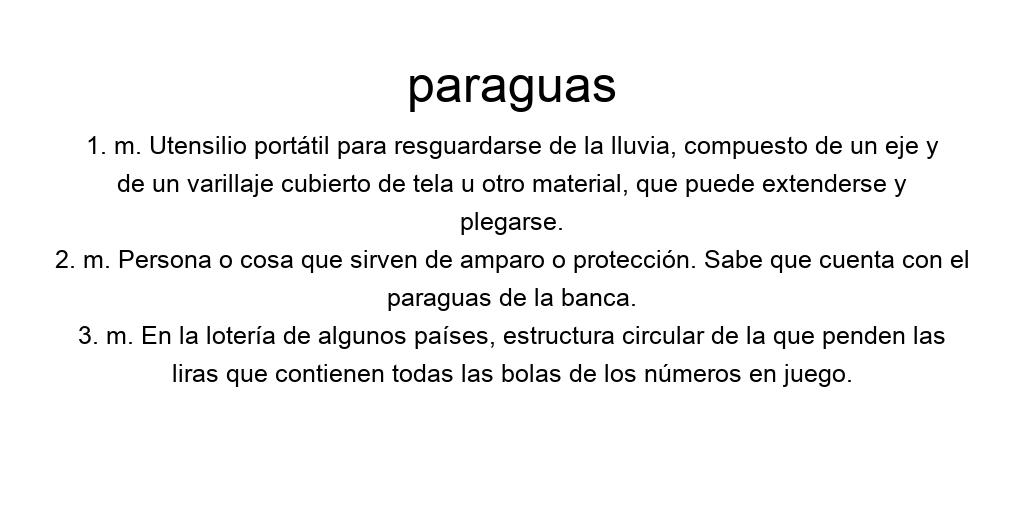 paraguas
1. m. Utensilio portátil para resguardarse de la lluvia, compuesto de un eje y
de un varillaje cubierto de tela u otro material, que puede extenderse y
plegarse.
2. m. Persona o cosa que sirven de amparo o protección. Sabe que cuenta con el
paraguas de la banca.
3. m. En la lotería de algunos países, estructura circular de la que penden las
liras que contienen todas las bolas de los números en juego.